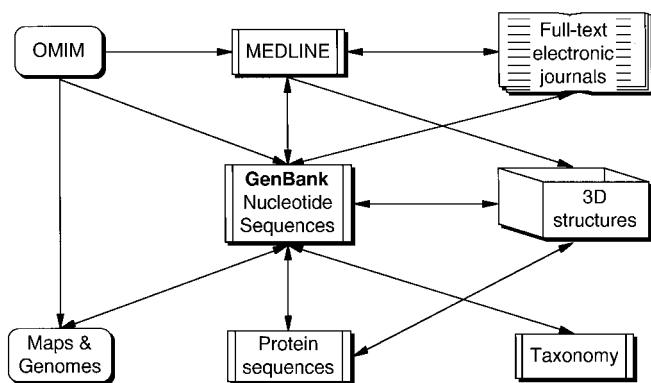 OMIM
MEDLINE
Full-text
electronic
journals
GenBank
Nucleotide
Sequences
3D
structures
Maps &
Genomes
Protein
sequences
Taxonomy